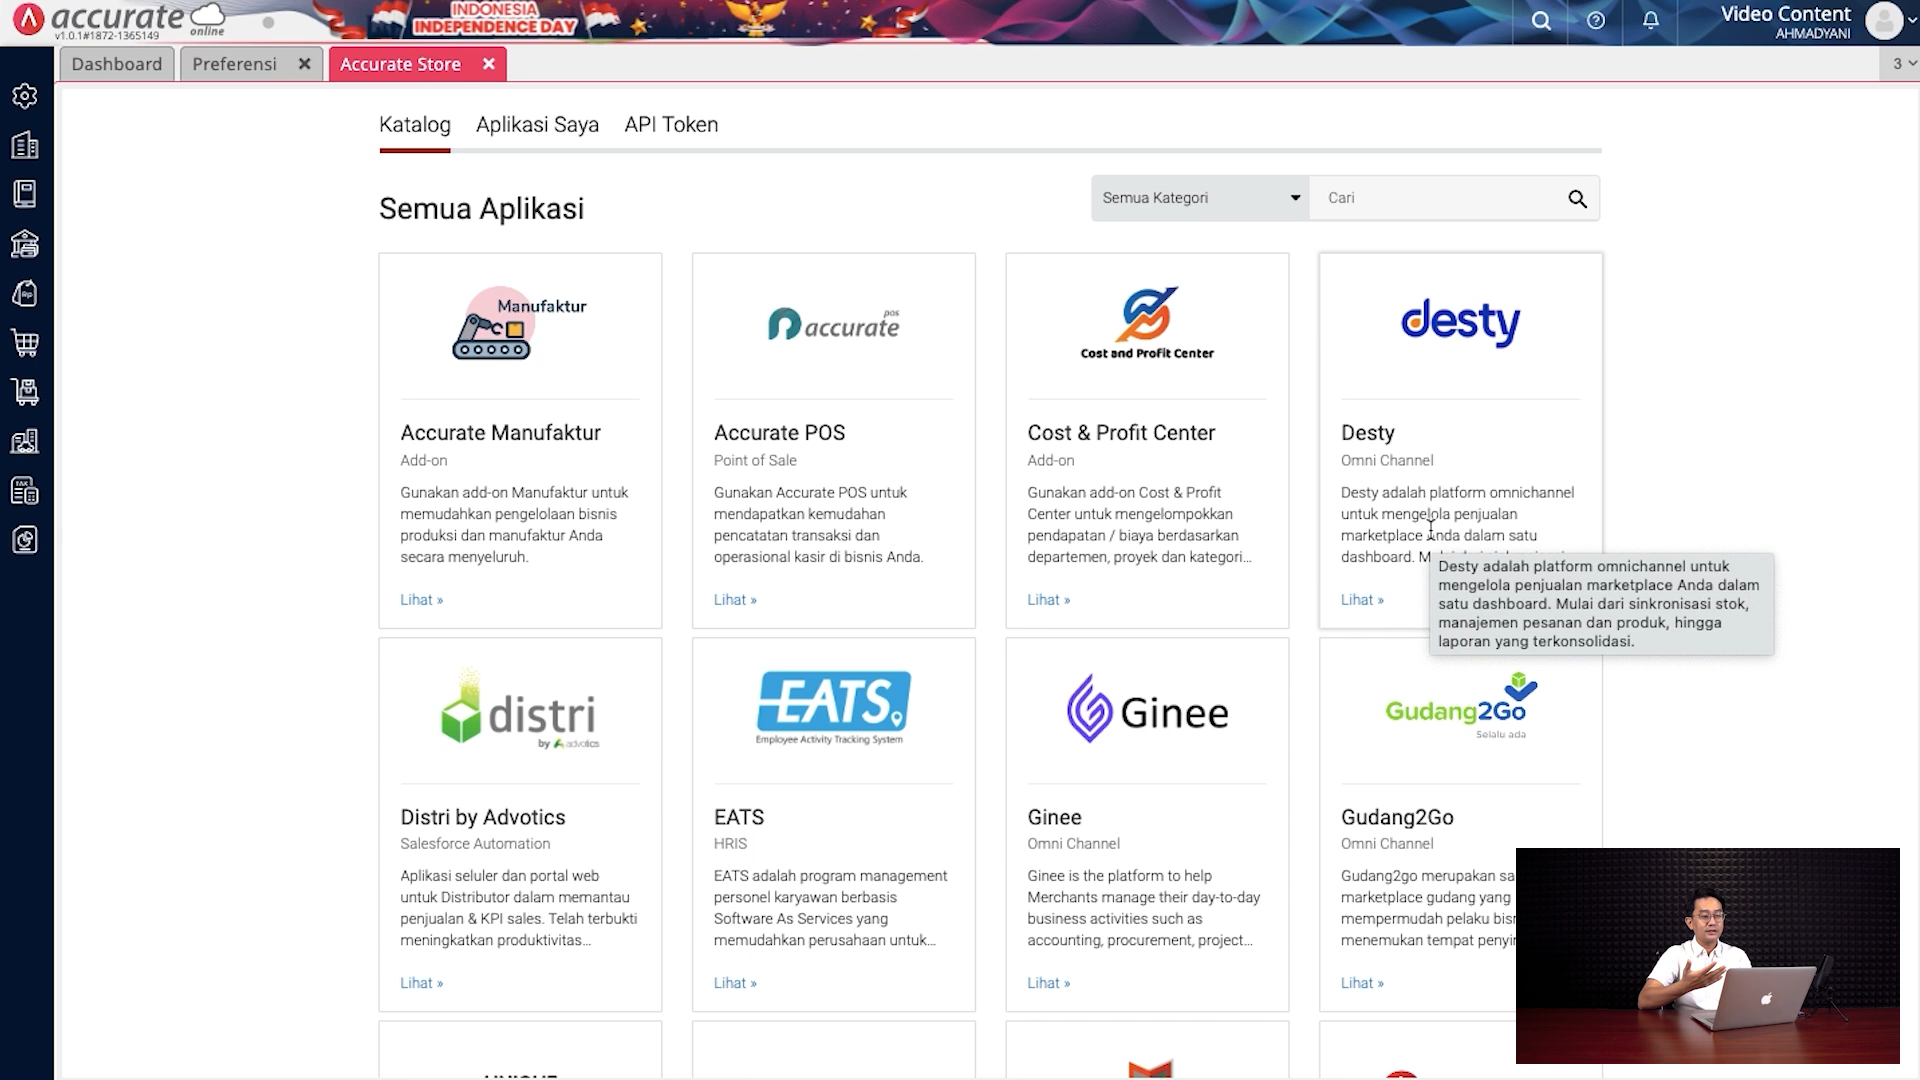 accurate
online
v1.0.1#1872-1365149
INDONESIA
INDEPENDENCE DAY
Video Content
AHMADYANI
Dashboard
Preferensi
Accurate Store
3
Katalog
Aplikasi Saya
API Token
Semua Aplikasi
Semua Kategori
Cari
Manufaktur
Accurate Manufaktur
Add-on
Gunakan add-on Manufaktur untuk
memudahkan pengelolaan bisnis
produksi dan manufaktur Anda
secara menyeluruh.
Lihat »
accurate
pos
Accurate POS
Point of Sale
Gunakan Accurate POS untuk
mendapatkan kemudahan
pencatatan transaksi dan
operasional kasir di bisnis Anda.
Lihat »
Cost and Profit Center
Cost & Profit Center
Add-on
Gunakan add-on Cost & Profit
Center untuk mengelompokkan
pendapatan / biaya berdasarkan
departemen, proyek dan kategori...
Lihat »
desty
Desty
Omni Channel
Desty adalah platform omnichannel
untuk mengelola penjualan
marketplace Anda dalam satu
dashboard. M
Lihat »
Desty adalah platform omnichannel untuk
mengelola penjualan marketplace Anda dalam
satu dashboard. Mulai dari sinkronisasi stok,
manajemen pesanan dan produk, hingga
laporan yang terkonsolidasi.
distri
by advotics
Distri by Advotics
Salesforce Automation
Aplikasi seluler dan portal web
untuk Distributor dalam memantau
penjualan & KPI sales. Telah terbukti
meningkatkan produktivitas...
Lihat »
EATS.
Employee Activity Tracking System
EATS
HRIS
EATS adalah program management
personel karyawan berbasis
Software As Services yang
memudahkan perusahaan untuk...
Lihat »
Ginee
Ginee
Omni Channel
Ginee is the platform to help
Merchants manage their day-to-day
business activities such as
accounting, procurement, project...
Lihat »
Gudang2Go
Selalu ada
Gudang2Go
Omni Channel
Gudang2go merupakan sa
marketplace gudang yang
mempermudah pelaku bis
menemukan tempat penyi
Lihat »